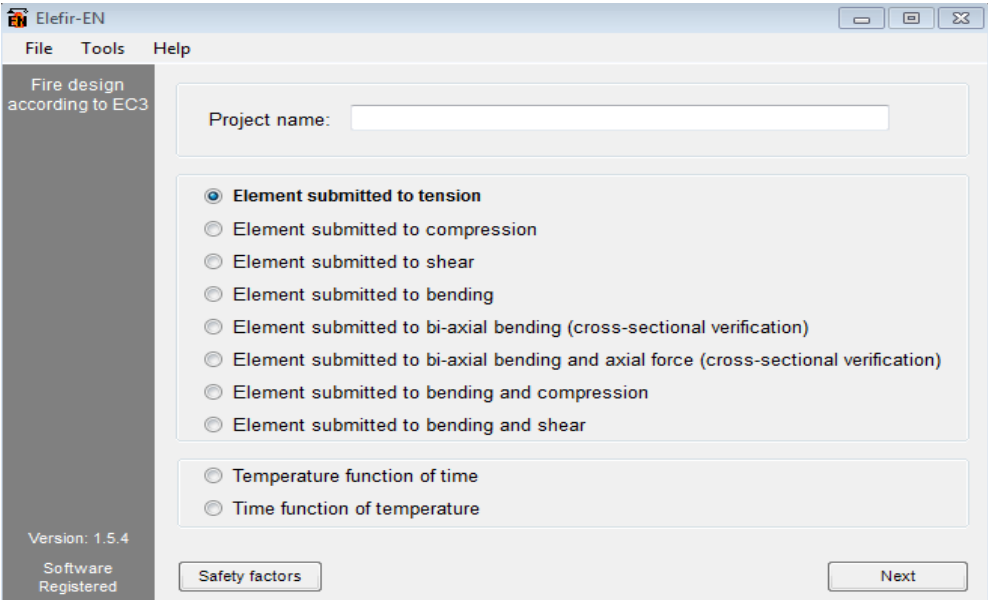 EN Elefir-EN
File Tools Help
Fire design
according to EC3
Project name:
Element submitted to tension
Element submitted to compression
Element submitted to shear
Element submitted to bending
Element submitted to bi-axial bending (cross-sectional verification)
Element submitted to bi-axial bending and axial force (cross-sectional verification)
Element submitted to bending and compression
Element submitted to bending and shear
Temperature function of time
Time function of temperature
Version: 1.5.4
Software
Registered
Safety factors
Next